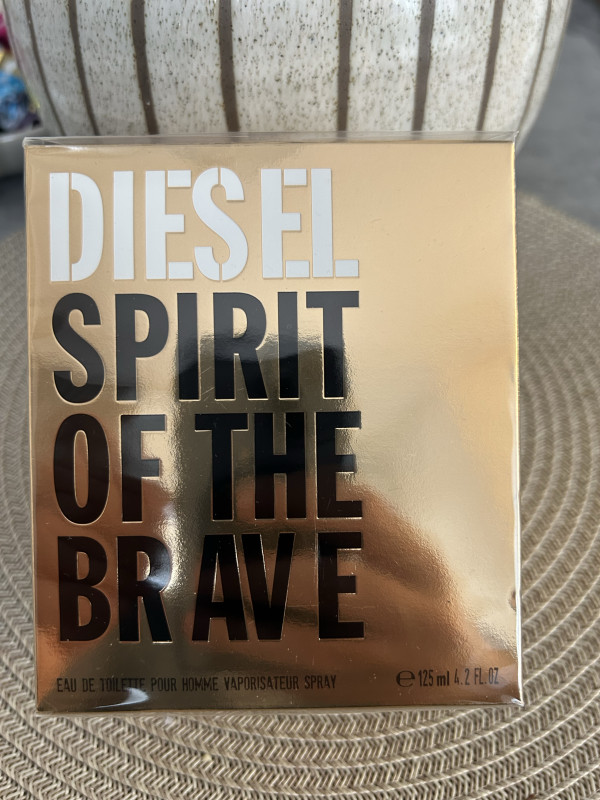 DIESEL
SPIRIT
OF THE
BRAVE
EAU DE TOILETTE POUR HOMME VAPORISATEUR SPRAY
℮125 ml 4.2 FL.OZ